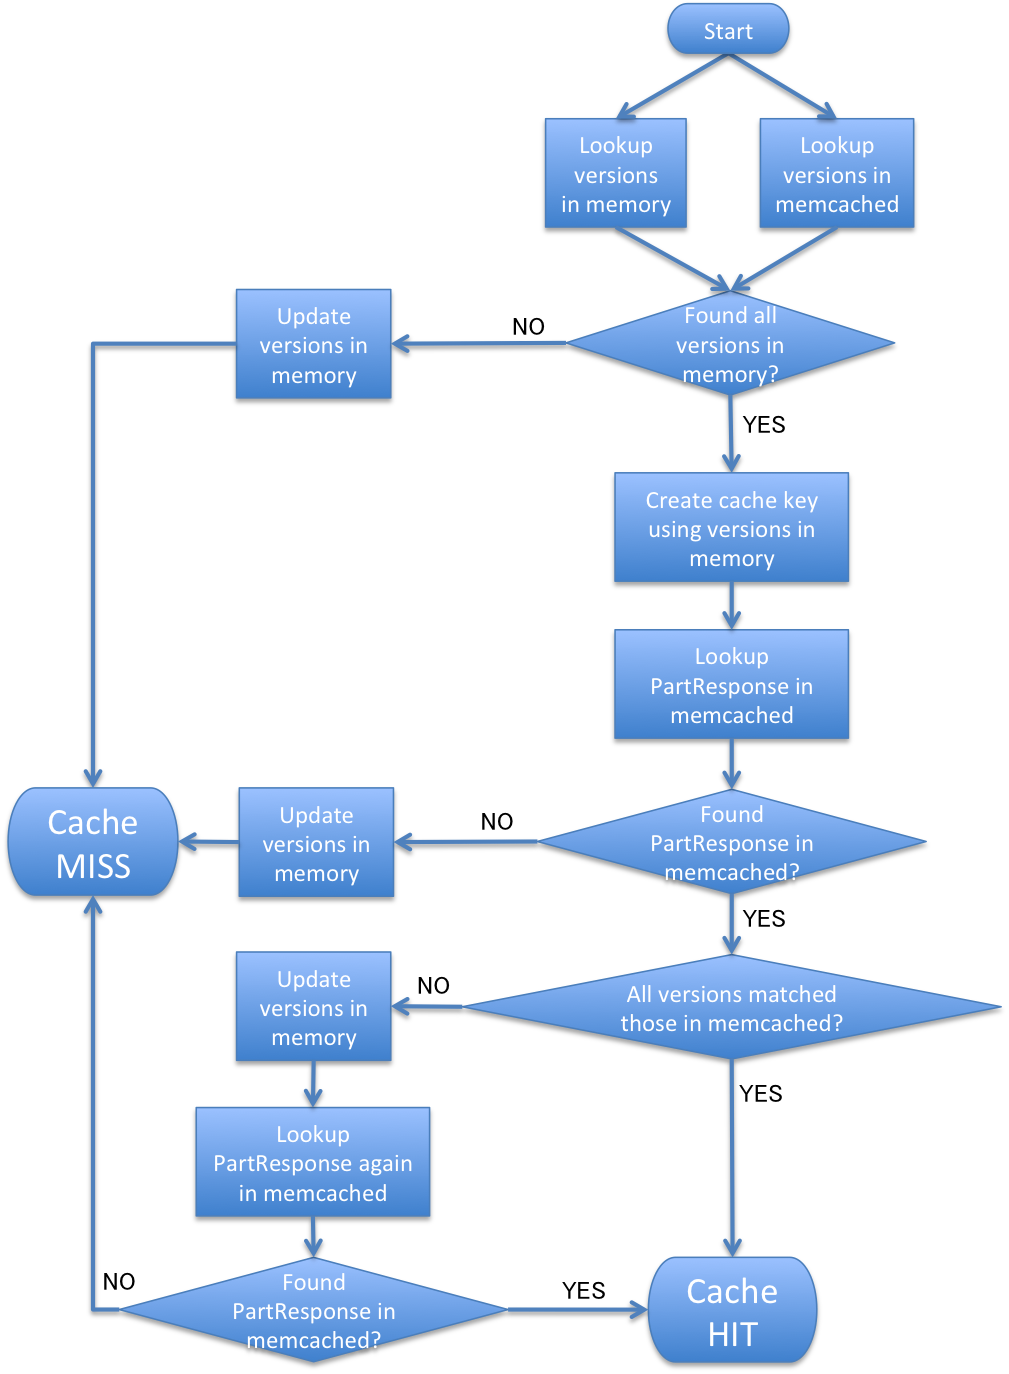 Start
Lookup
versions
in memory
Lookup
versions in
memcached
Found all
versions in
memory?
NO
Update
versions in
memory
YES
Create cache key
using versions in
memory
Lookup
PartResponse in
memcached
Found
PartResponse in
memcached?
NO
Update
versions in
memory
Cache
MISS
YES
All versions matched
those in memcached?
NO
Update
versions in
memory
YES
Lookup
PartResponse again
in memcached
Found
PartResponse in
memcached?
NO
YES
Cache
HIT